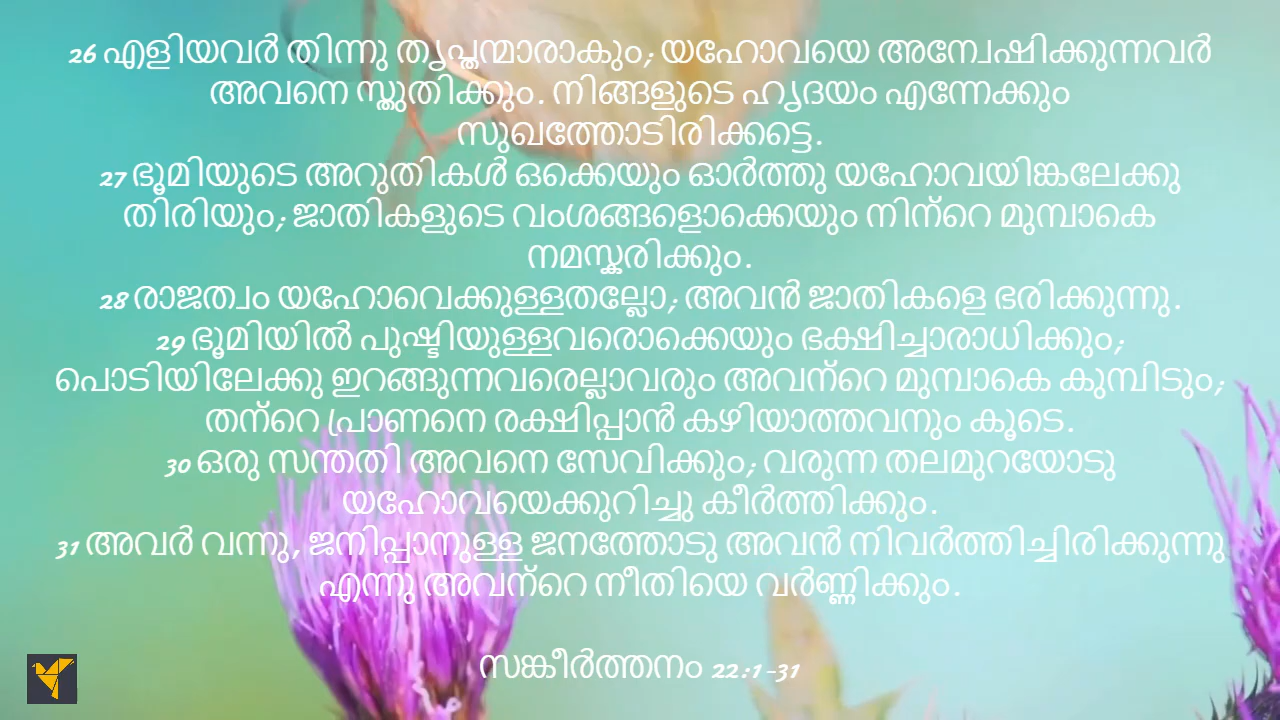 26 എളിയവർ തിന്നു തൃപ്തന്മാരാകും; യഹോവയെ അന്വേഷിക്കുന്നവർ
അവനെ സ്തുതിക്കും. നിങ്ങളുടെ ഹൃദയം എന്നേക്കും
സുഖത്തോടിരിക്കട്ടെ.
27 ഭൂമിയുടെ അറുതികൾ ഒക്കെയും ഓർത്തു യഹോവയിങ്കലേക്കു
തിരിയും; ജാതികളുടെ വംശങ്ങളൊക്കെയും നിന്റെ മുമ്പാകെ
നമസ്കരിക്കും.
28 രാജത്വം യഹോവെക്കുള്ളതല്ലോ; അവൻ ജാതികളെ ഭരിക്കുന്നു.
29 ഭൂമിയിൽ പുഷ്ടിയുള്ളവരൊക്കെയും ഭക്ഷിച്ചാരാധിക്കും;
പൊടിയിലേക്കു ഇറങ്ങുന്നവരെല്ലാവരും അവന്റെ മുമ്പാകെ കുമ്പിടും;
തന്റെ പ്രാണനെ രക്ഷിപ്പാൻ കഴിയാത്തവനും കൂടെ.
30 ഒരു സന്തതി അവനെ സേവിക്കും; വരുന്ന തലമുറയോടു
യഹോവയെക്കുറിച്ചു കീർത്തിക്കും.
31 അവർ വന്നു, ജനിപ്പാനുള്ള ജനത്തോടു അവൻ നിവർത്തിച്ചിരിക്കുന്നു
എന്നു അവന്റെ നീതിയെ വർണ്ണിക്കും.
സങ്കീർത്തനം 22:1-31